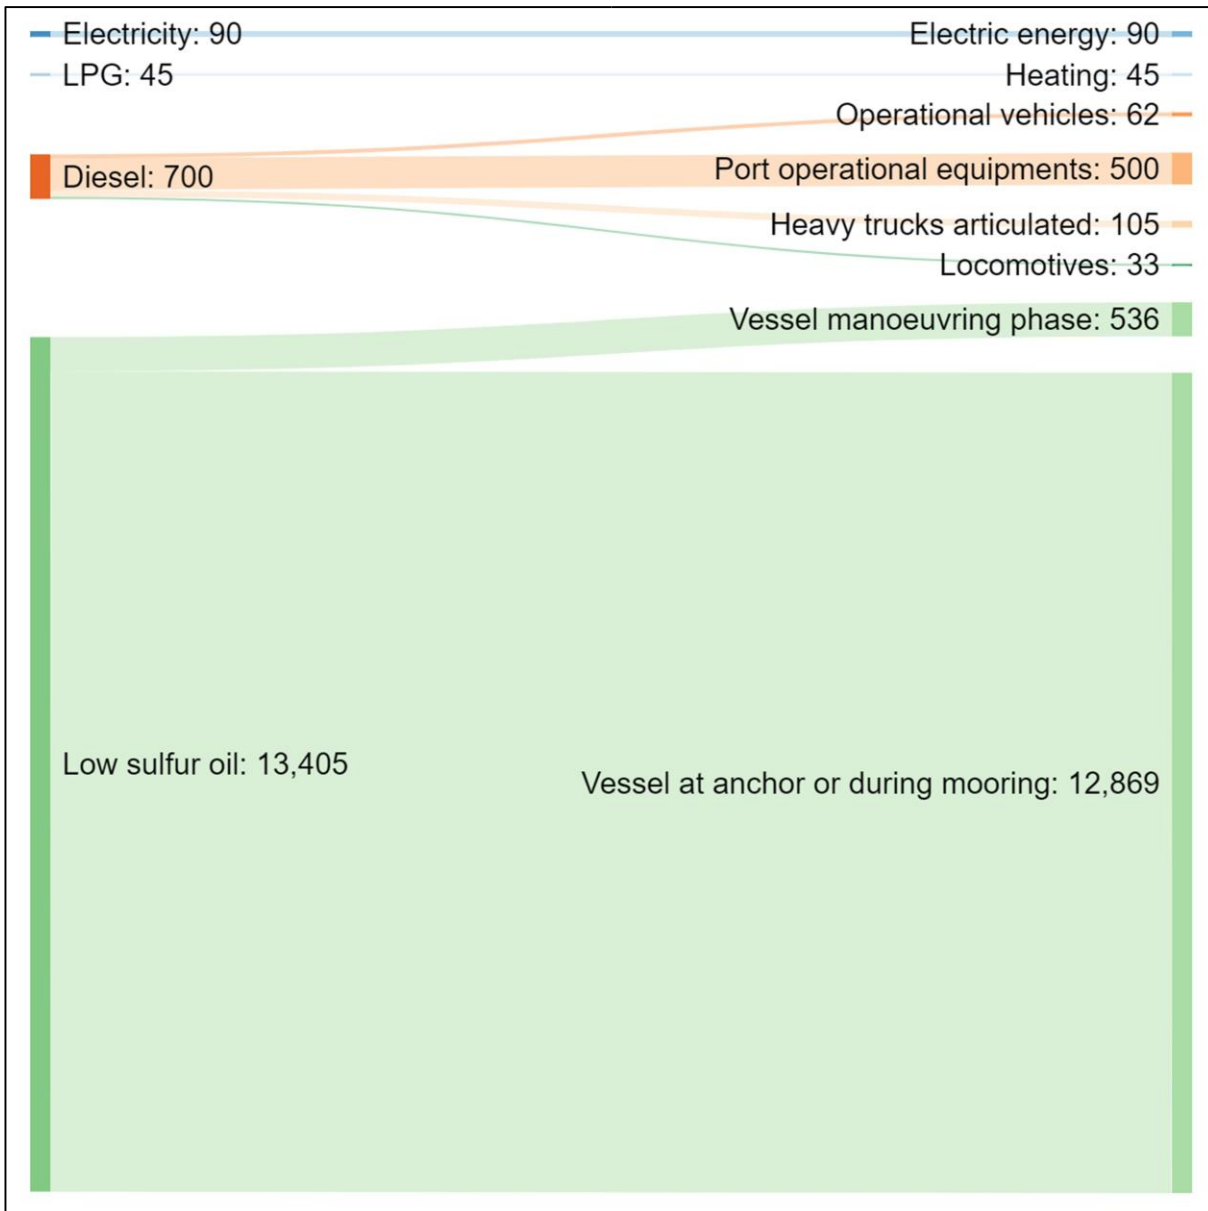 Electricity: 90
Electric energy: 90
LPG: 45
Heating: 45
Operational vehicles: 62
Diesel: 700
Port operational equipments: 500
Heavy trucks articulated: 105
Locomotives: 33
Vessel manoeuvring phase: 536
Low sulfur oil: 13,405
Vessel at anchor or during mooring: 12,869